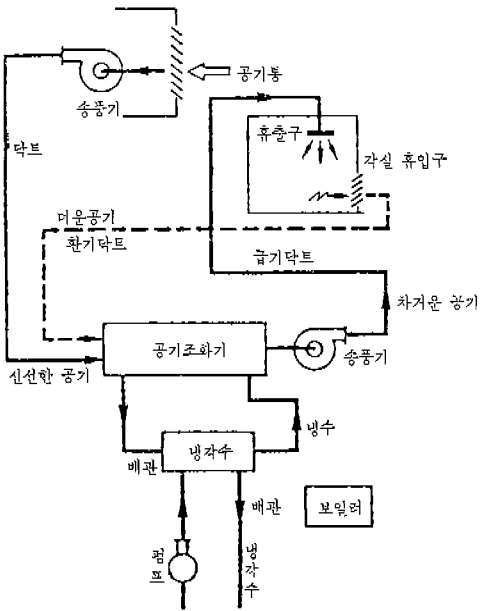 공기통
송풍기
닥트
휴출구
각실 휴입구
더운공기
환기닥트
급기닥트
차거운 공기
공기조화기
송풍기
신선한 공기
냉수
냉각수
배관
배관
보일러
펌프
냉각수